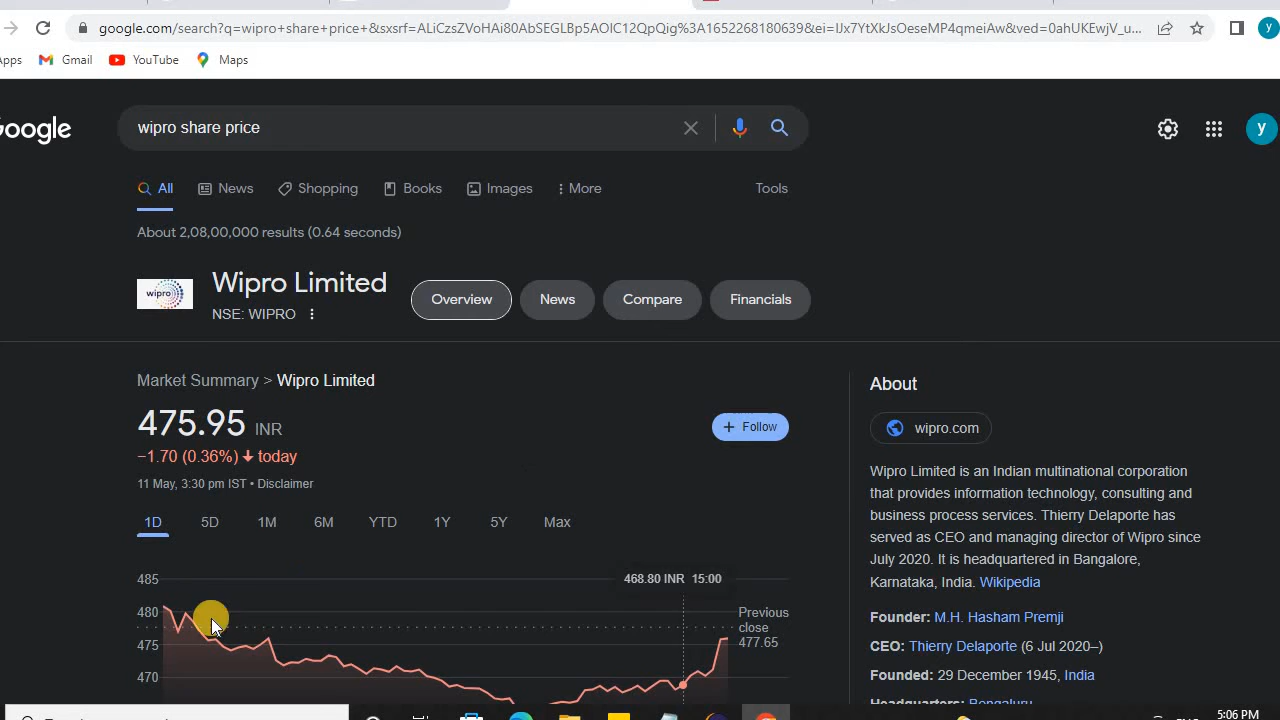 google.com/search?q=wipro+share+price+&sxsrf=ALiCzsZVoHAi80AbSEGLBp5AOIC12QpQig%3A1652268180639&ei=lJx7YtXkJsOeseMP4qmeiAw&ved=0ahUKEwjV_u...
y
Apps Gmail YouTube Maps
Google
wipro share price
y
All News Shopping Books Images More Tools
About 2,08,00,000 results (0.64 seconds)
wipro
Wipro Limited
NSE: WIPRO
Overview News Compare Financials
Market Summary > Wipro Limited
475.95 INR
+ Follow
−1.70 (0.36%) ↓ today
11 May, 3:30 pm IST • Disclaimer
1D 5D 1M 6M YTD 1Y 5Y Max
485
480
475
470
468.80 INR 15:00
Previous
close
477.65
About
wipro.com
Wipro Limited is an Indian multinational corporation
that provides information technology, consulting and
business process services. Thierry Delaporte has
served as CEO and managing director of Wipro since
July 2020. It is headquartered in Bangalore,
Karnataka, India. Wikipedia
Founder: M.H. Hasham Premji
CEO: Thierry Delaporte (6 Jul 2020–)
Founded: 29 December 1945, India
Headquarters: Bengaluru
5:06 PM